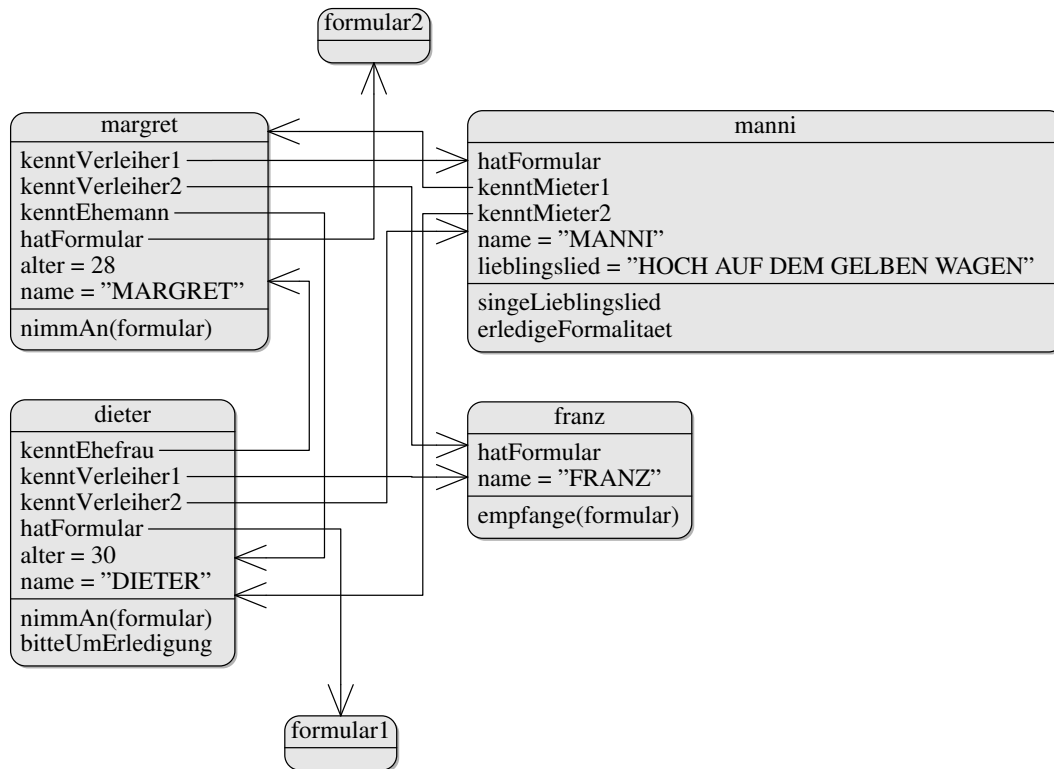 formular2
margret
kenntVerleiher1
kenntVerleiher2
kenntEhemann
hatFormular
alter = 28
name = ”MARGRET”
nimmAn(formular)
manni
hatFormular
kenntMieter1
kenntMieter2
name = ”MANNI”
lieblingslied = ”HOCH AUF DEM GELBEN WAGEN”
singeLieblingslied
erledigeFormalitaet
dieter
kenntEhefrau
kenntVerleiher1
kenntVerleiher2
hatFormular
alter = 30
name = ”DIETER”
nimmAn(formular)
bitteUmErledigung
franz
hatFormular
name = ”FRANZ”
empfange(formular)
formular1